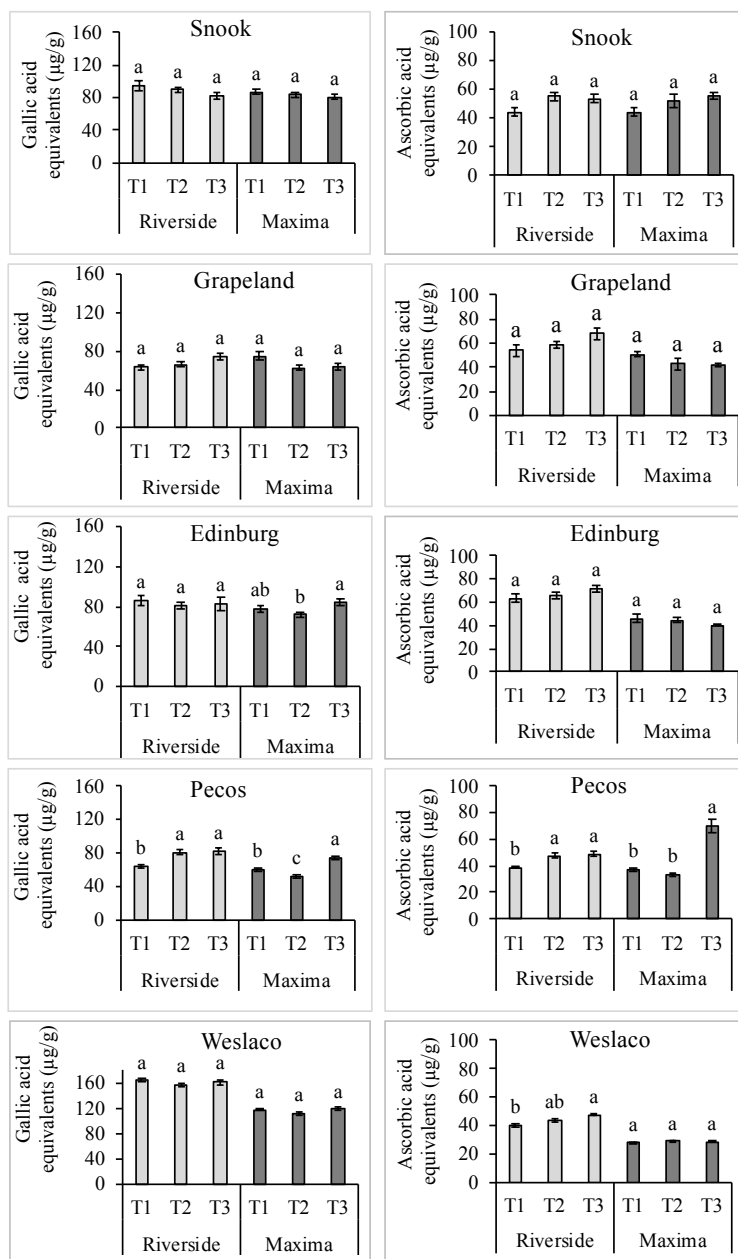 Snook
Gallic acid
equivalents (µg/g)
160
120
80
40
0
a a a a a a
T1 T2 T3 T1 T2 T3
Riverside Maxima
Snook
Ascorbic acid
equivalents (µg/g)
100
80
60
40
20
0
a a a a a a
T1 T2 T3 T1 T2 T3
Riverside Maxima
Grapeland
Gallic acid
equivalents (µg/g)
160
120
80
40
0
a a a a a a
T1 T2 T3 T1 T2 T3
Riverside Maxima
Grapeland
Ascorbic acid
equivalents (µg/g)
100
80
60
40
20
0
a a a a a a
T1 T2 T3 T1 T2 T3
Riverside Maxima
Edinburg
Gallic acid
equivalents (µg/g)
160
120
80
40
0
a a a ab b a
T1 T2 T3 T1 T2 T3
Riverside Maxima
Edinburg
Ascorbic acid
equivalents (µg/g)
100
80
60
40
20
0
a a a a a a
T1 T2 T3 T1 T2 T3
Riverside Maxima
Pecos
Gallic acid
equivalents (µg/g)
160
120
80
40
0
b a a b c a
T1 T2 T3 T1 T2 T3
Riverside Maxima
Pecos
Ascorbic acid
equivalents (µg/g)
100
80
60
40
20
0
b a a b b a
T1 T2 T3 T1 T2 T3
Riverside Maxima
Weslaco
Gallic acid
equivalents (µg/g)
160
120
80
40
0
a a a a a a
T1 T2 T3 T1 T2 T3
Riverside Maxima
Weslaco
Ascorbic acid
equivalents (µg/g)
100
80
60
40
20
0
b ab a a a a
T1 T2 T3 T1 T2 T3
Riverside Maxima